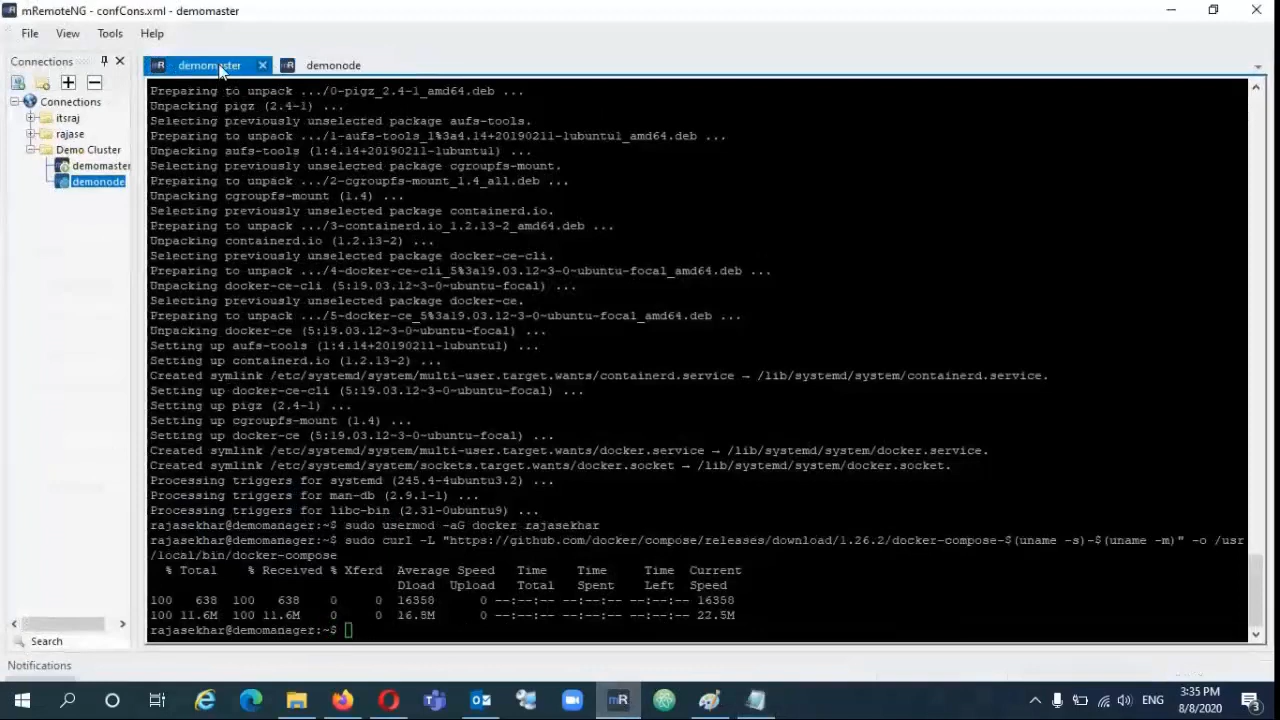 mRemoteNG - confCons.xml - demomaster
File View Tools Help
Connections
demomaster
demonode
Connections
itsraj
rajase
Demo Cluster
demomaster
demonode
Preparing to unpack .../0-pigz_2.4-1_amd64.deb ...
Unpacking pigz (2.4-1) ...
Selecting previously unselected package aufs-tools.
Preparing to unpack .../1-aufs-tools_1%3a4.14+20190211-1ubuntu1_amd64.deb ...
Unpacking aufs-tools (1:4.14+20190211-1ubuntu1) ...
Selecting previously unselected package cgroupfs-mount.
Preparing to unpack .../2-cgroupfs-mount_1.4_all.deb ...
Unpacking cgroupfs-mount (1.4) ...
Selecting previously unselected package containerd.io.
Preparing to unpack .../3-containerd.io_1.2.13-2_amd64.deb ...
Unpacking containerd.io (1.2.13-2) ...
Selecting previously unselected package docker-ce-cli.
Preparing to unpack .../4-docker-ce-cli_5%3a19.03.12~3-0~ubuntu-focal_amd64.deb ...
Unpacking docker-ce-cli (5:19.03.12~3-0~ubuntu-focal) ...
Selecting previously unselected package docker-ce.
Preparing to unpack .../5-docker-ce_5%3a19.03.12~3-0~ubuntu-focal_amd64.deb ...
Unpacking docker-ce (5:19.03.12~3-0~ubuntu-focal) ...
Setting up aufs-tools (1:4.14+20190211-1ubuntu1) ...
Setting up containerd.io (1.2.13-2) ...
Created symlink /etc/systemd/system/multi-user.target.wants/containerd.service → /lib/systemd/system/containerd.service.
Setting up docker-ce-cli (5:19.03.12~3-0~ubuntu-focal) ...
Setting up pigz (2.4-1) ...
Setting up cgroupfs-mount (1.4) ...
Setting up docker-ce (5:19.03.12~3-0~ubuntu-focal) ...
Created symlink /etc/systemd/system/multi-user.target.wants/docker.service → /lib/systemd/system/docker.service.
Created symlink /etc/systemd/system/sockets.target.wants/docker.socket → /lib/systemd/system/docker.socket.
Processing triggers for systemd (245.4-4ubuntu3.2) ...
Processing triggers for man-db (2.9.1-1) ...
Processing triggers for libc-bin (2.31-0ubuntu9) ...
rajasekhar@demomanager:~$ sudo usermod -aG docker rajasekhar
rajasekhar@demomanager:~$ sudo curl -L "https://github.com/docker/compose/releases/download/1.26.2/docker-compose-$(uname -s)-$(uname -m)" -o /usr
/local/bin/docker-compose
% Total % Received % Xferd Average Speed Time Time Time Current
Dload Upload Total Spent Left Speed
100 638 100 638 0 0 16358 0 --:--:-- --:--:-- --:--:-- 16358
100 11.6M 100 11.6M 0 0 16.8M 0 --:--:-- --:--:-- --:--:-- 22.5M
rajasekhar@demomanager:~$
Search
Notifications
ENG
3:35 PM
8/8/2020